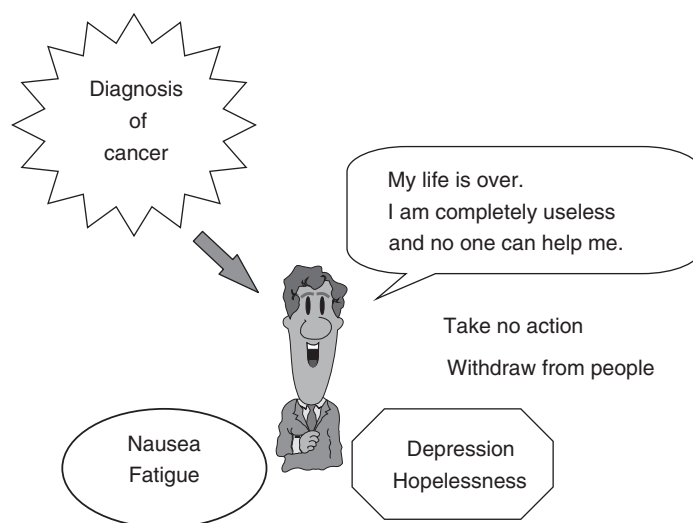 Diagnosis
of
cancer
My life is over.
I am completely useless
and no one can help me.
Take no action
Withdraw from people
Nausea
Fatigue
Depression
Hopelessness